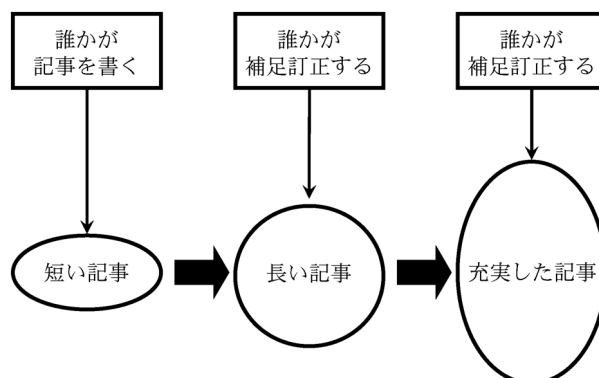 誰かが
記事を書く
誰かが
補足訂正する
誰かが
補足訂正する
短い記事
長い記事
充実した記事